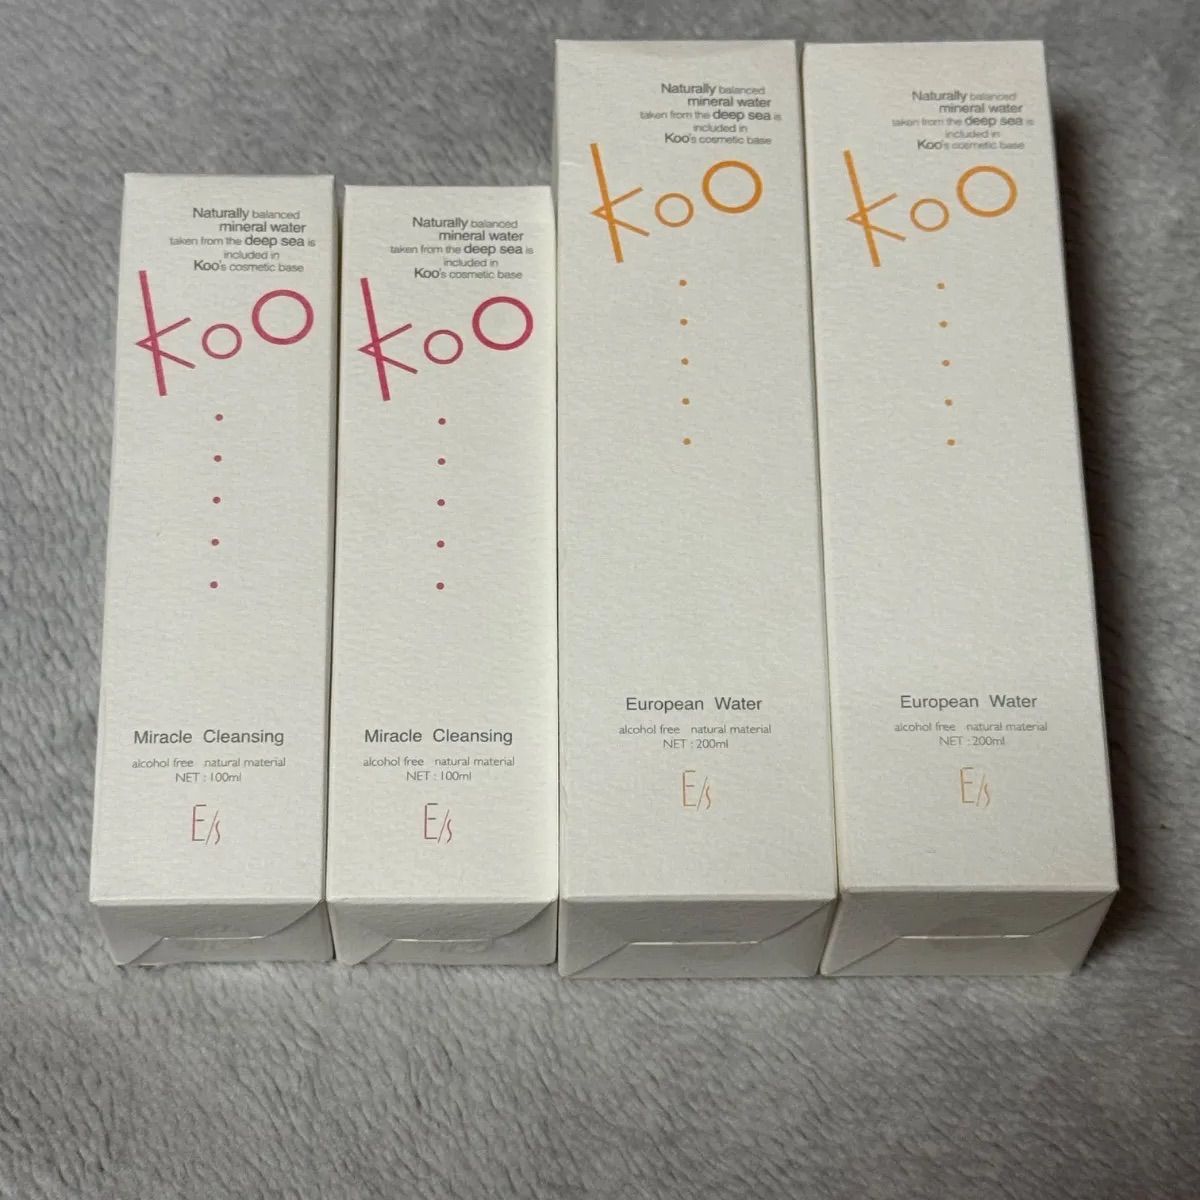 Naturally balanced
mineral water
taken from the deep sea is
included in
Koo's cosmetic base
Koo
Miracle Cleansing
alcohol free natural material
NET : 100ml
E/s
Naturally balanced
mineral water
taken from the deep sea is
included in
Koo's cosmetic base
Koo
Miracle Cleansing
alcohol free natural material
NET : 100ml
E/s
Naturally balanced
mineral water
taken from the deep sea is
included in
Koo's cosmetic base
Koo
European Water
alcohol free natural material
NET : 200ml
E/s
Naturally balanced
mineral water
taken from the deep sea is
included in
Koo's cosmetic base
Koo
European Water
alcohol free natural material
NET : 200ml
E/s